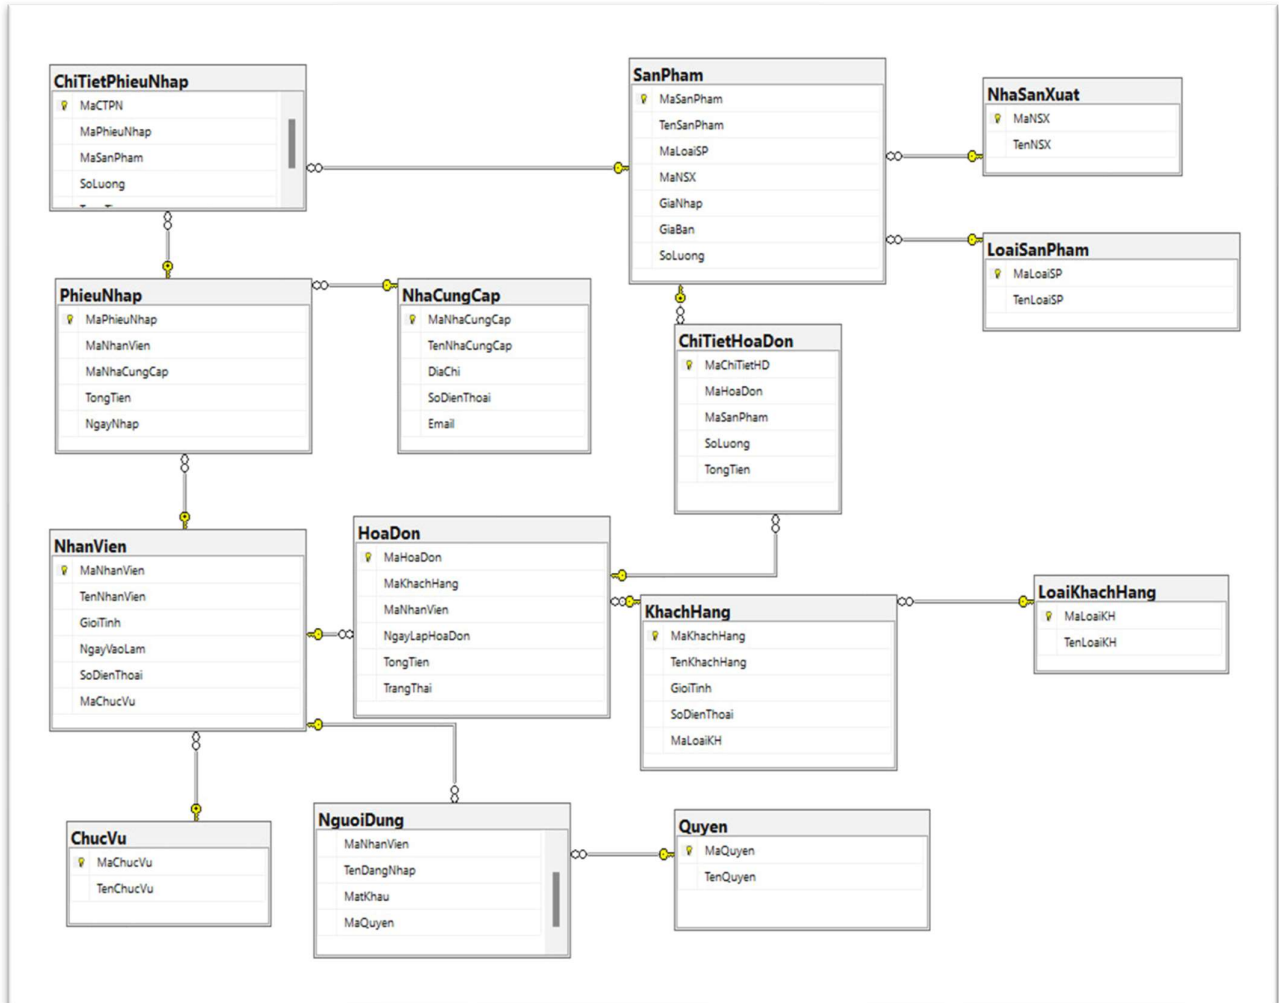 ChiTietPhieuNhap
MaCTPN
MaPhieuNhap
MaSanPham
SoLuong
SanPham
MaSanPham
TenSanPham
MaLoaiSP
MaNSX
GiaNhap
GiaBan
SoLuong
NhaSanXuat
MaNSX
TenNSX
LoaiSanPham
MaLoaiSP
TenLoaiSP
PhieuNhap
MaPhieuNhap
MaNhanVien
MaNhaCungCap
TongTien
NgayNhap
NhaCungCap
MaNhaCungCap
TenNhaCungCap
DiaChi
SoDienThoai
Email
ChiTietHoaDon
MaChiTietHD
MaHoaDon
MaSanPham
SoLuong
TongTien
NhanVien
MaNhanVien
TenNhanVien
GioiTinh
NgayVaoLam
SoDienThoai
MaChucVu
HoaDon
MaHoaDon
MaKhachHang
MaNhanVien
NgayLapHoaDon
TongTien
TrangThai
KhachHang
MaKhachHang
TenKhachHang
GioiTinh
SoDienThoai
MaLoaiKH
LoaiKhachHang
MaLoaiKH
TenLoaiKH
ChucVu
MaChucVu
TenChucVu
NguoiDung
MaNhanVien
TenDangNhap
MatKhau
MaQuyen
Quyen
MaQuyen
TenQuyen